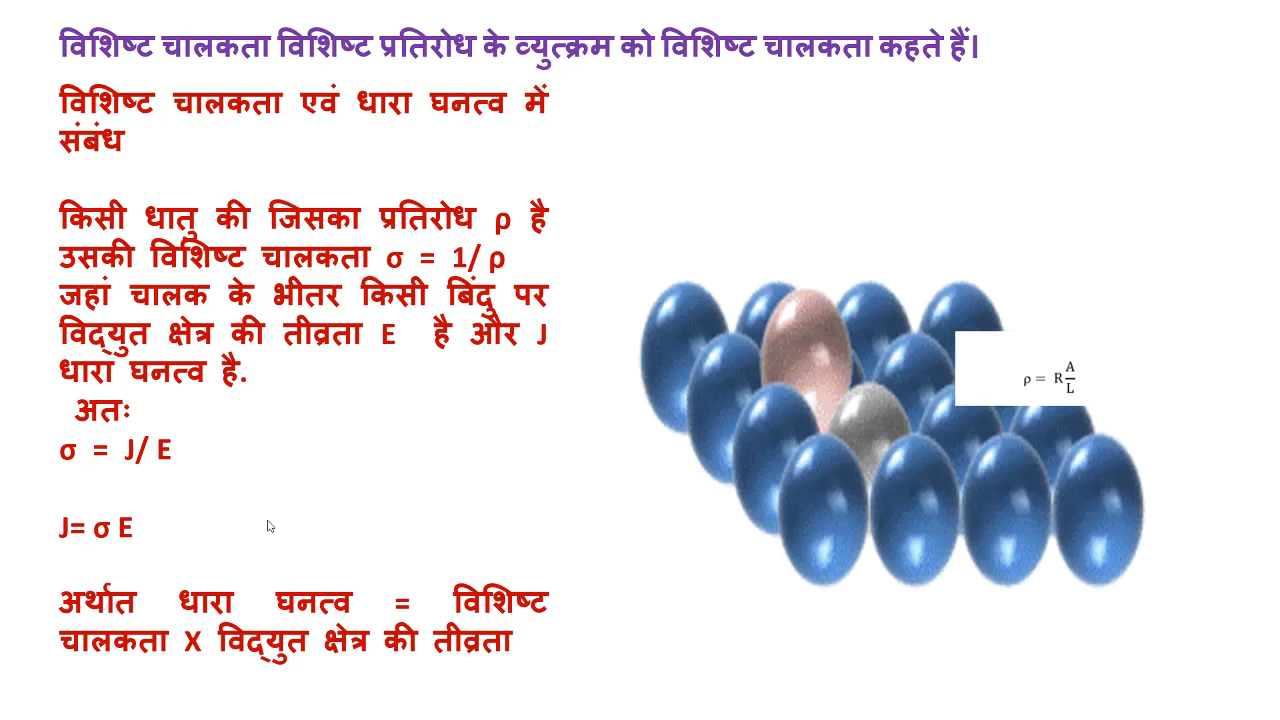 विशिष्ट चालकता विशिष्ट प्रतिरोध के व्युत्क्रम को विशिष्ट चालकता कहते हैं।
विशिष्ट चालकता एवं धारा घनत्व में
संबंध
किसी धातु की जिसका प्रतिरोध ρ है
उसकी विशिष्ट चालकता σ = 1/ ρ
जहां चालक के भीतर किसी बिंदु पर
विद्युत क्षेत्र की तीव्रता E है और J
धारा घनत्व है.
अतः
σ = J/ E
J= σ E
अर्थात धारा घनत्व = विशिष्ट
चालकता X विद्युत क्षेत्र की तीव्रता
ρ = R A/L